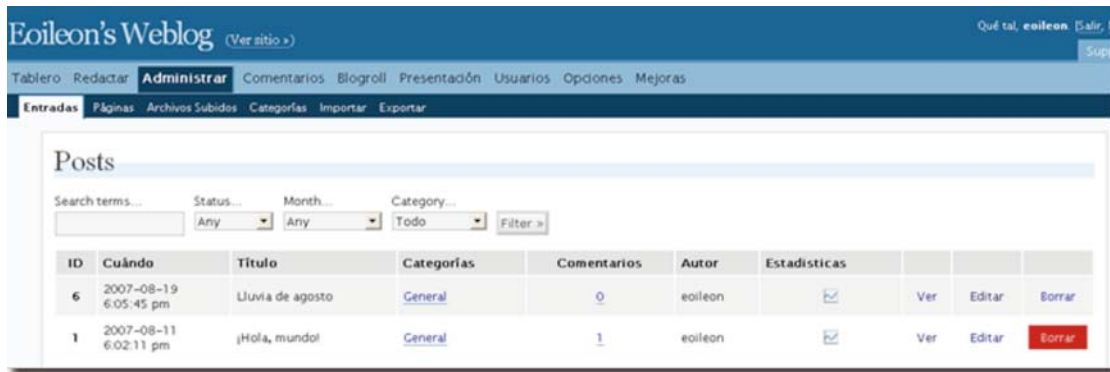 Eoileon's Weblog (Ver sitio »)
Qué tal, eoileon. [Salir,
Sup
Tablero Redactar Administrar Comentarios Blogroll Presentación Usuarios Opciones Mejoras
Entradas Páginas Archivos Subidos Categorías Importar Exportar
Posts
Search terms... Status... Month... Category...
Any Any Todo Filter »
ID Cuándo Título Categorías Comentarios Autor Estadísticas
6 2007-08-19 6:05:45 pm Lluvia de agosto General 0 eoileon Ver Editar Borrar
1 2007-08-11 6:02:11 pm ¡Hola, mundo! General 1 eoileon Ver Editar Borrar